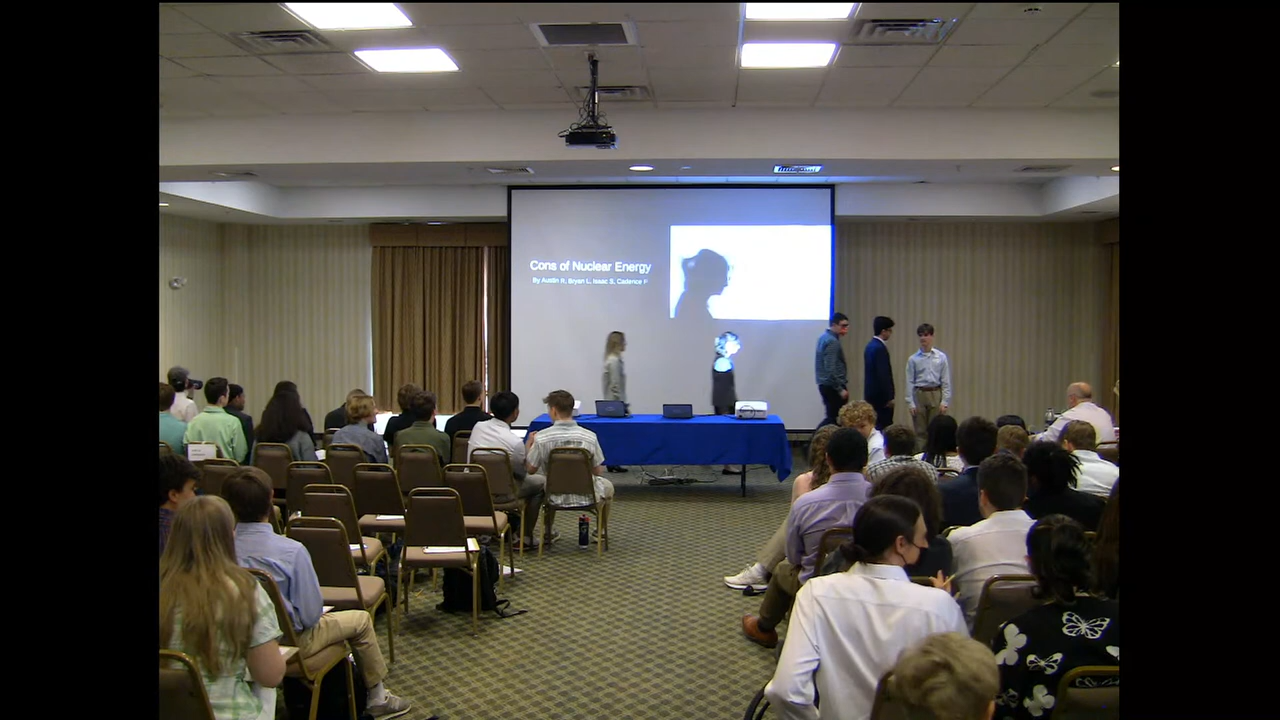 Cons of Nuclear Energy
By Austin R, Bryan L, Isaac S, Cadence P